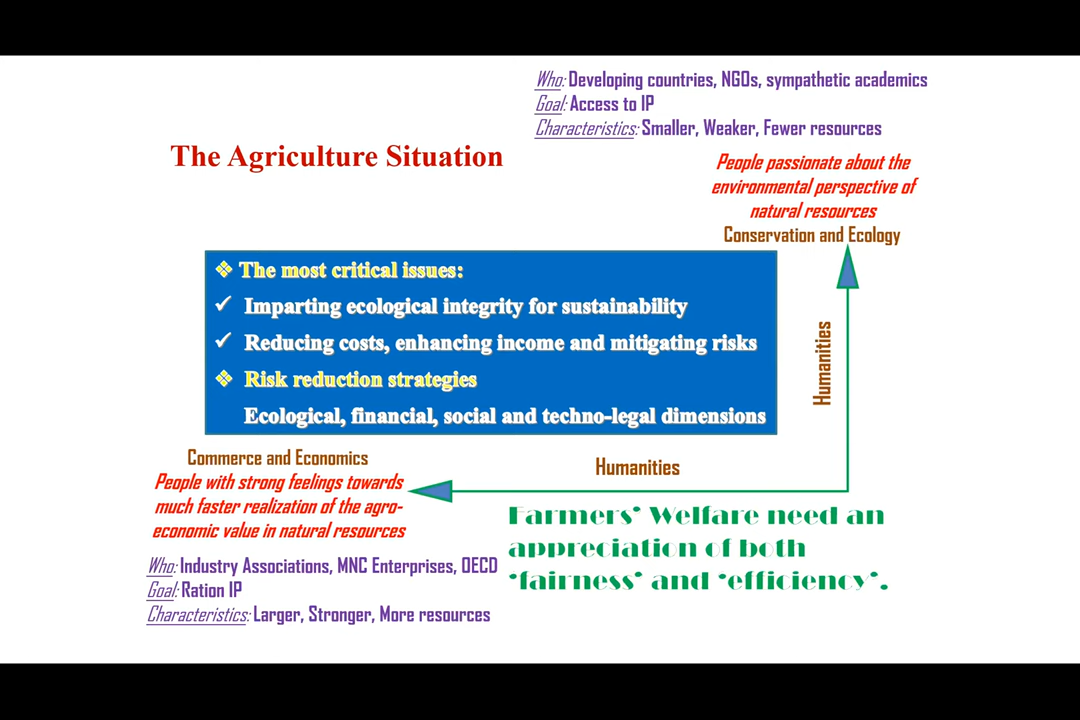 Who: Developing countries, NGOs, sympathetic academics
Goal: Access to IP
Characteristics: Smaller, Weaker, Fewer resources
The Agriculture Situation
People passionate about the
environmental perspective of
natural resources
Conservation and Ecology
❖ The most critical issues:
✓ Imparting ecological integrity for sustainability
✓ Reducing costs, enhancing income and mitigating risks
❖ Risk reduction strategies
Ecological, financial, social and techno-legal dimensions
Humanities
Commerce and Economics
People with strong feelings towards
much faster realization of the agro-
economic value in natural resources
Humanities
Who: Industry Associations, MNC Enterprises, OECD
Goal: Ration IP
Characteristics: Larger, Stronger, More resources
Farmers' Welfare need an
appreciation of both
'fairness' and 'efficiency'.